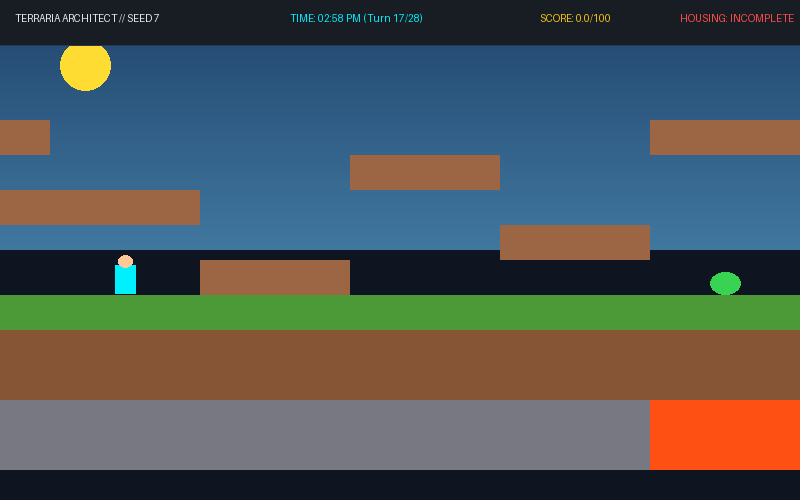 TERRARIA ARCHITECT // SEED 7
TIME: 02:58 PM (Turn 17/28)
SCORE: 0.0/100
HOUSING: INCOMPLETE